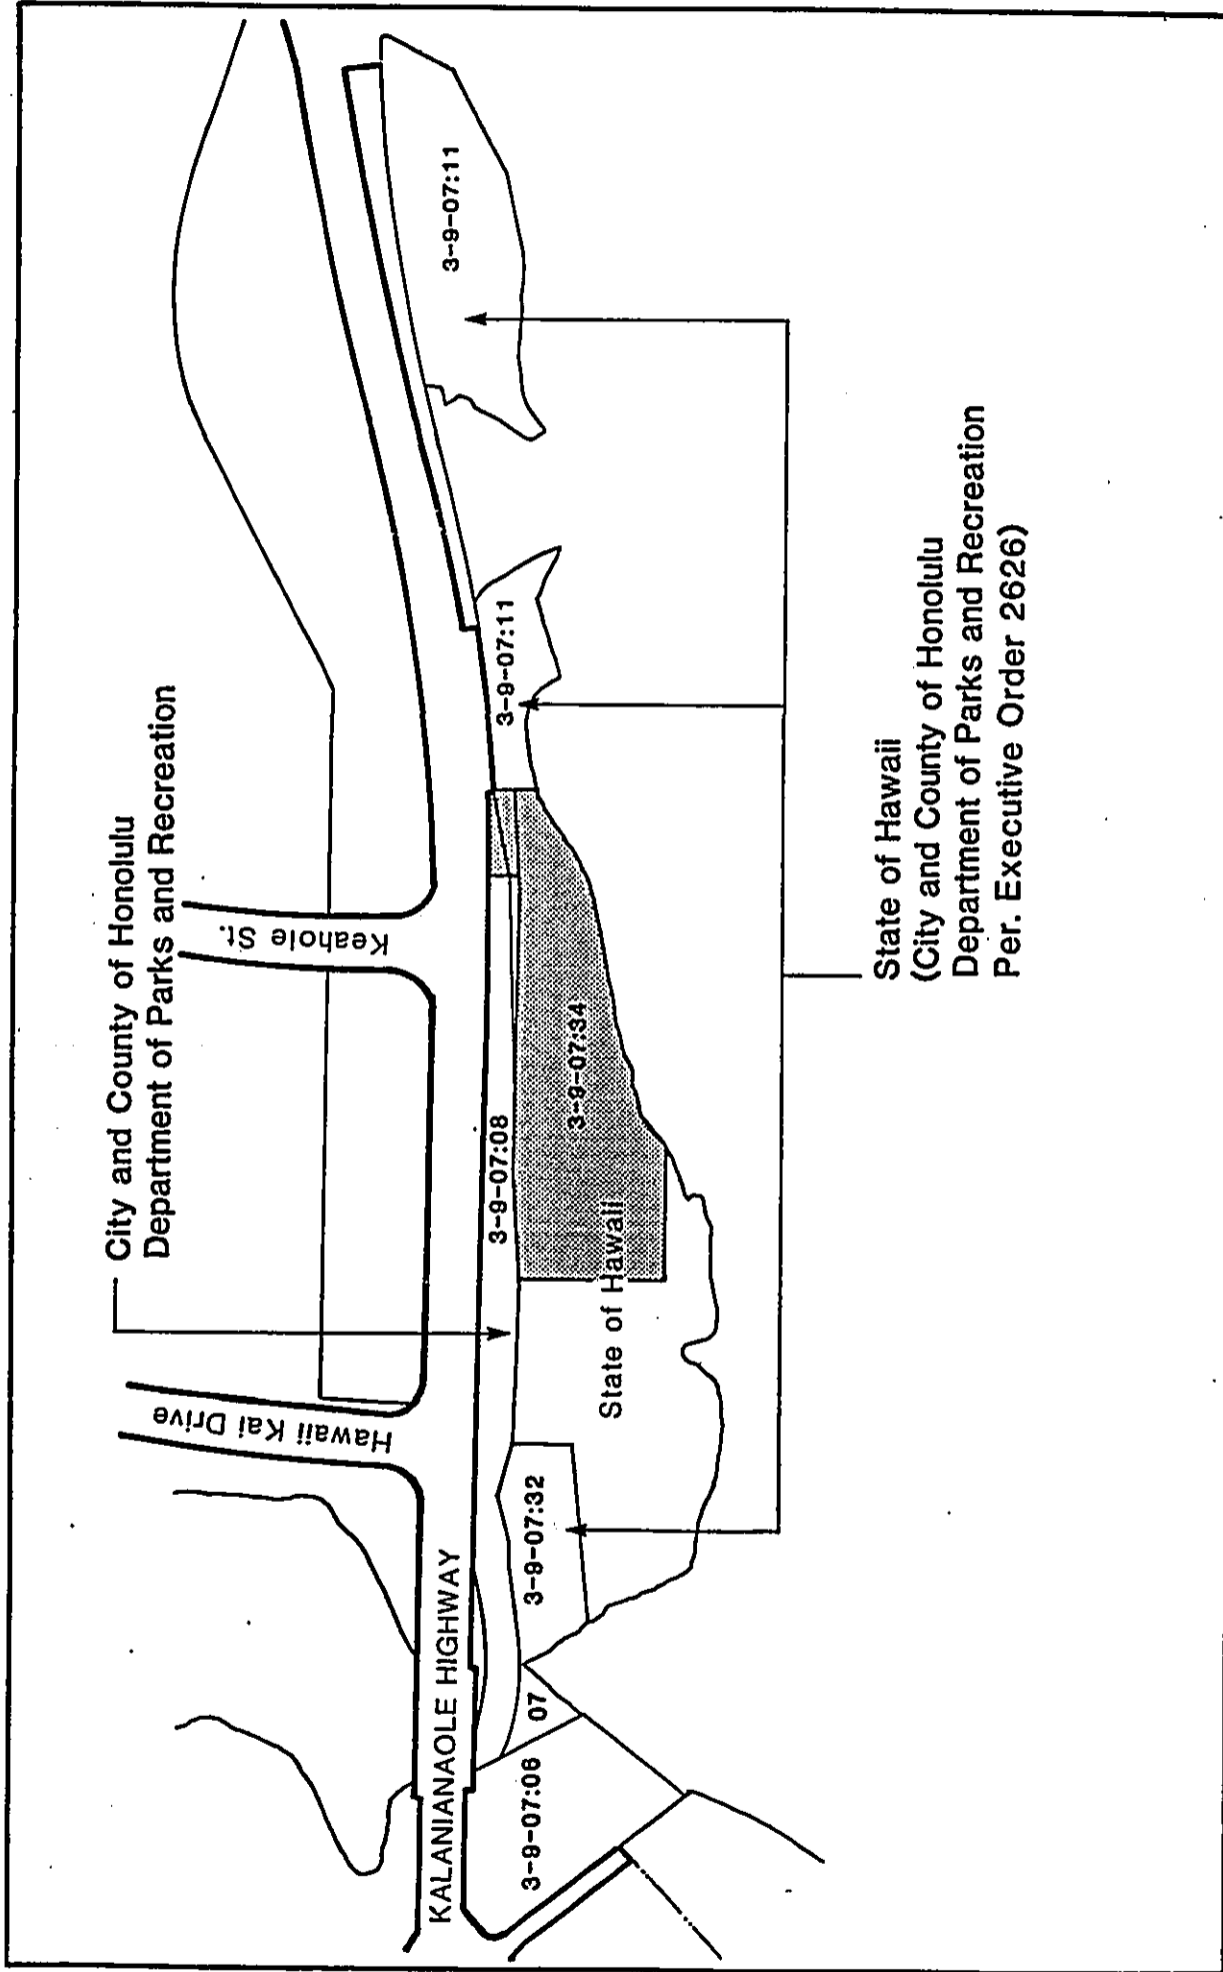 City and County of Honolulu
Department of Parks and Recreation
Hawaii Kai Drive
Keahole St.
KALANIANAOLE HIGHWAY
3-9-07:06
07
3-9-07:32
3-9-07:08
State of Hawaii
3-9-07:34
3-9-07:11
3-9-07:11
State of Hawaii
(City and County of Honolulu
Department of Parks and Recreation
Per. Executive Order 2626)